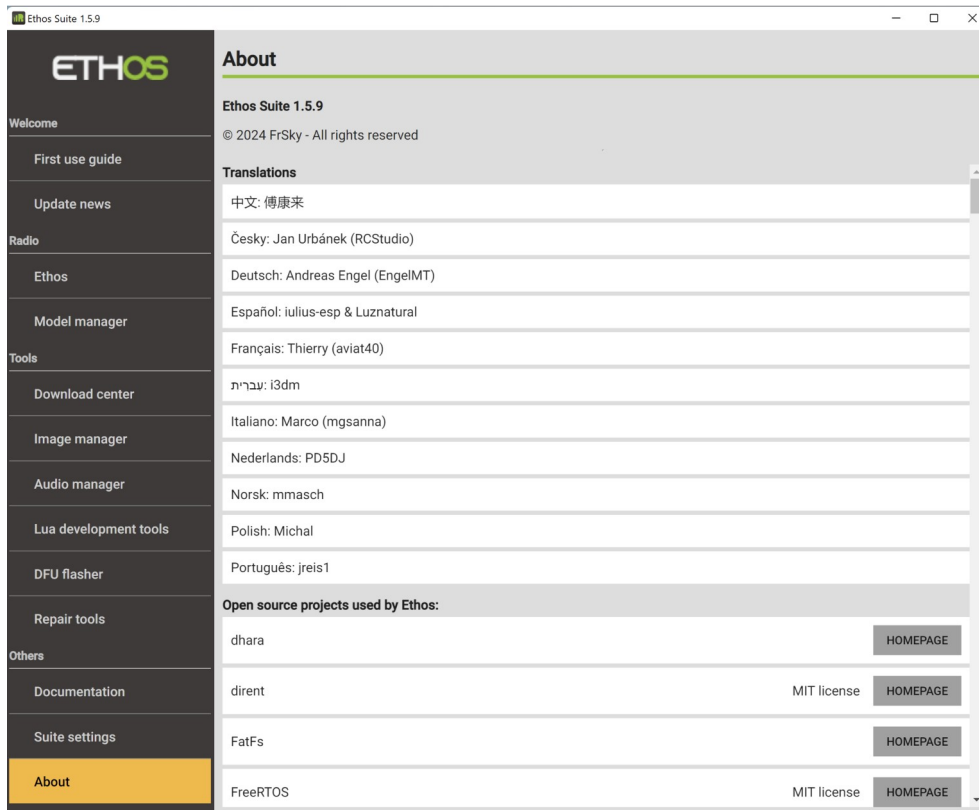 Ethos Suite 1.5.9
ETHOS
Welcome
First use guide
Update news
Radio
Ethos
Model manager
Tools
Download center
Image manager
Audio manager
Lua development tools
DFU flasher
Repair tools
Others
Documentation
Suite settings
About
About
Ethos Suite 1.5.9
© 2024 FrSky - All rights reserved
Translations
中文: 傅康来
Česky: Jan Urbánek (RCStudio)
Deutsch: Andreas Engel (EngelMT)
Español: iulius-esp & Luznatural
Français: Thierry (aviat40)
עברית: i3dm
Italiano: Marco (mgsanna)
Nederlands: PD5DJ
Norsk: mmasch
Polish: Michal
Português: jreis1
Open source projects used by Ethos:
dhara HOMEPAGE
dirent MIT license HOMEPAGE
FatFs HOMEPAGE
FreeRTOS MIT license HOMEPAGE